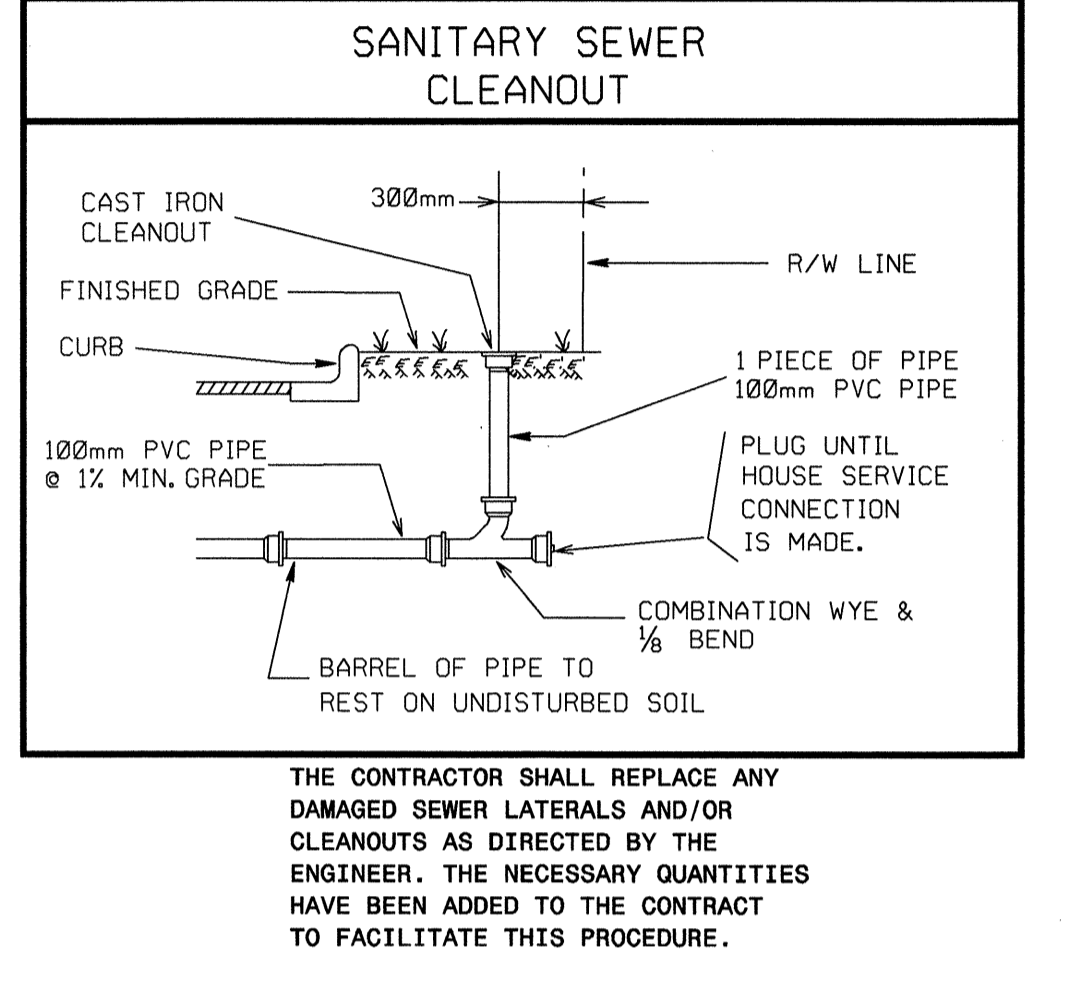 SANITARY SEWER
CLEANOUT
CAST IRON
CLEANOUT
300mm
R/W LINE
FINISHED GRADE
CURB
1 PIECE OF PIPE
100mm PVC PIPE
100mm PVC PIPE
@ 1% MIN. GRADE
PLUG UNTIL
HOUSE SERVICE
CONNECTION
IS MADE.
COMBINATION WYE &
1/8 BEND
BARREL OF PIPE TO
REST ON UNDISTURBED SOIL
THE CONTRACTOR SHALL REPLACE ANY
DAMAGED SEWER LATERALS AND/OR
CLEANOUTS AS DIRECTED BY THE
ENGINEER. THE NECESSARY QUANTITIES
HAVE BEEN ADDED TO THE CONTRACT
TO FACILITATE THIS PROCEDURE.